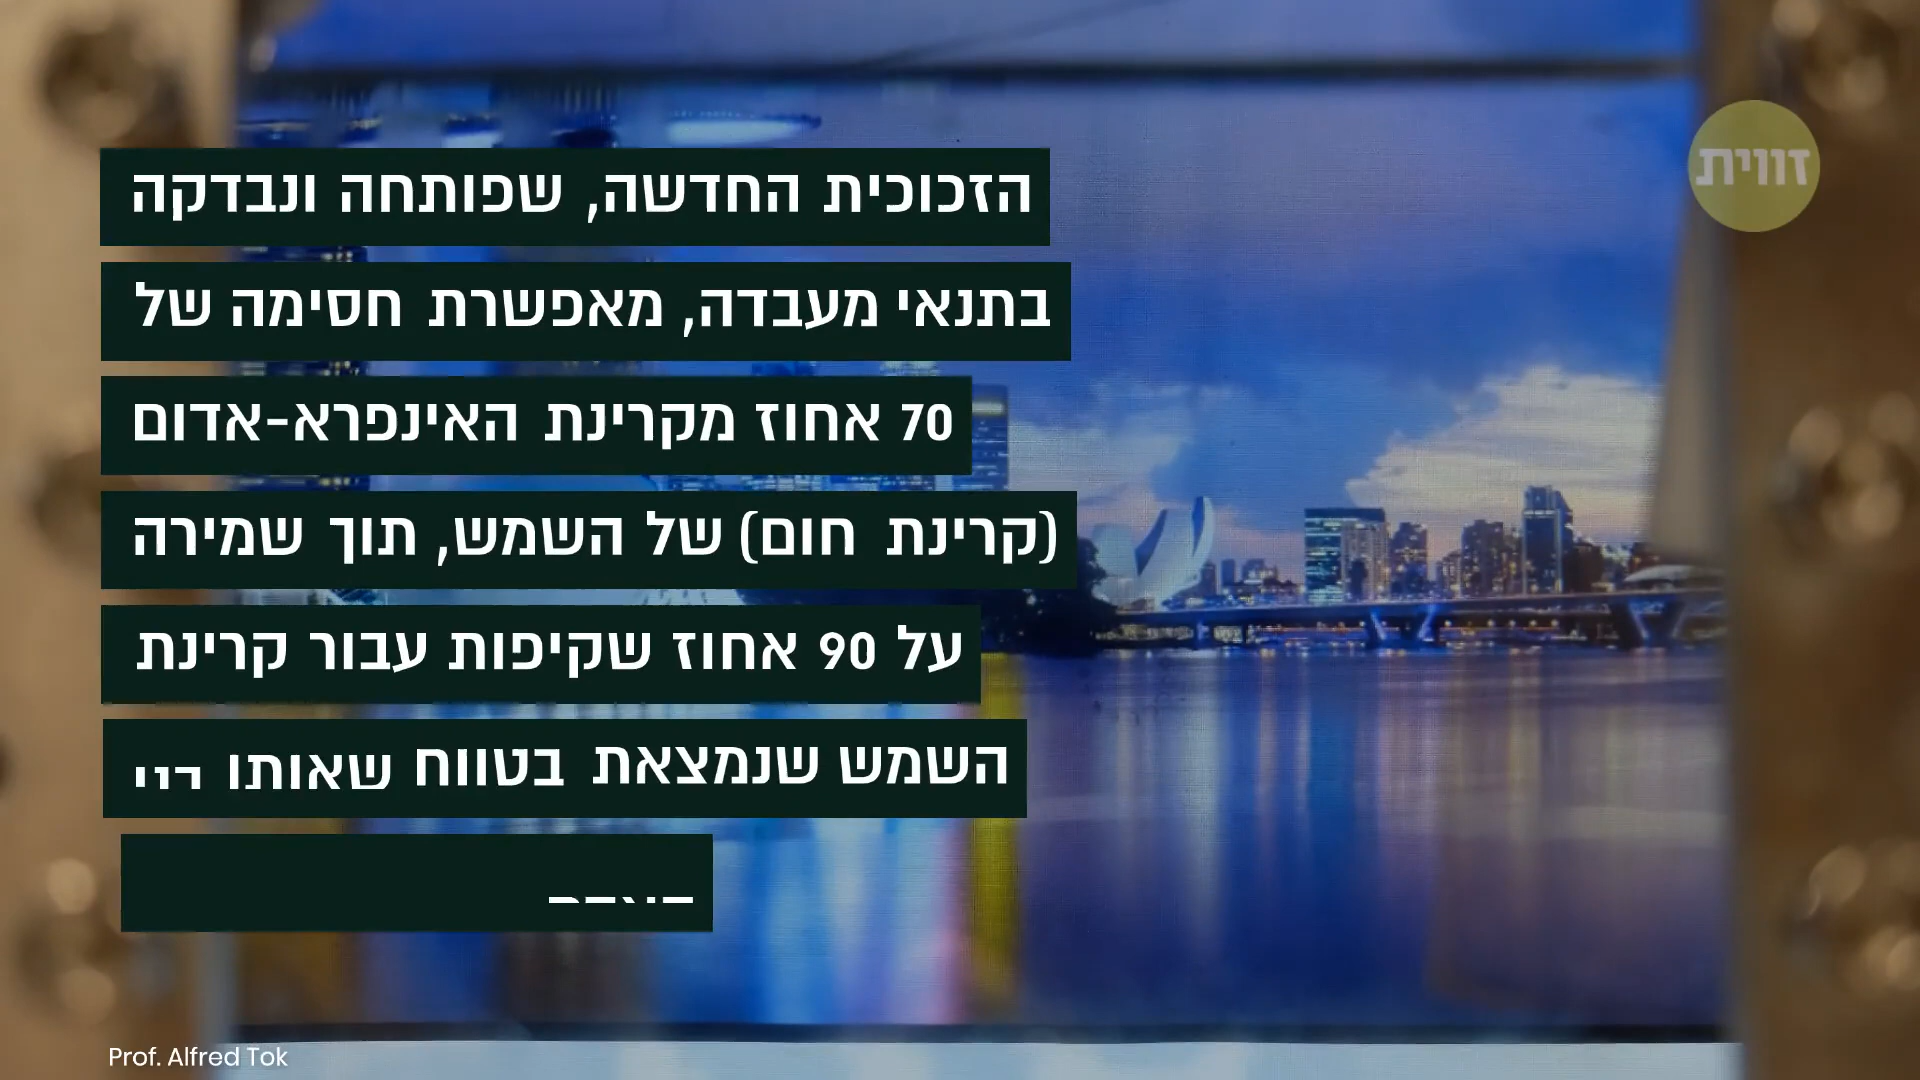 הזכוכית החדשה, שפותחה ונבדקה
בתנאי מעבדה, מאפשרת חסימה של
70 אחוז מקרינת האינפרא-אדום
(קרינת חום) של השמש, תוך שמירה
על 90 אחוז שקיפות עבור קרינת
השמש שנמצאת בטווח שאותו
זווית
Prof. Alfred Tok